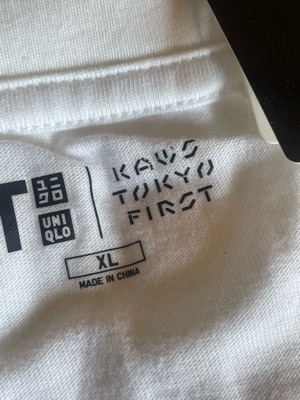 T
ユニ
クロ
UNI
QLO
KAWS
TOKYO
FIRST
XL
MADE IN CHINA